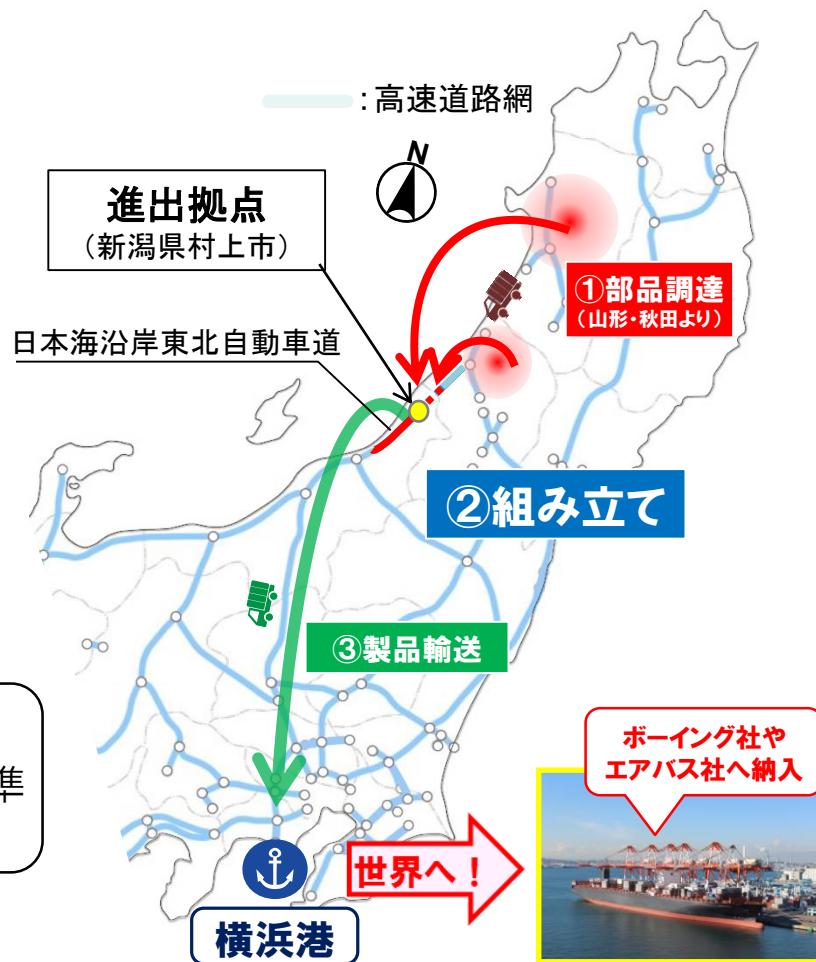 ：高速道路網
N
進出拠点
（新潟県村上市）
①部品調達
（山形・秋田より）
日本海沿岸東北自動車道
②組み立て
③製品輸送
準
ボーイング社や
エアバス社へ納入
世界へ！
横浜港